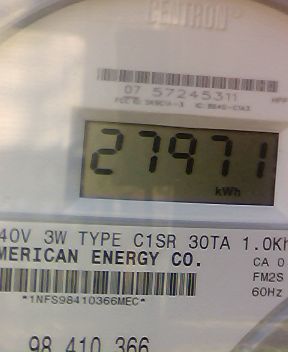 CENTRON
07 57245311
27971
kWh
40V 3W TYPE C1SR 30TA 1.0Kh
MERICAN ENERGY CO.
CA 0
FM2S
60Hz
*1NFS98410366MEC*
98 410 366